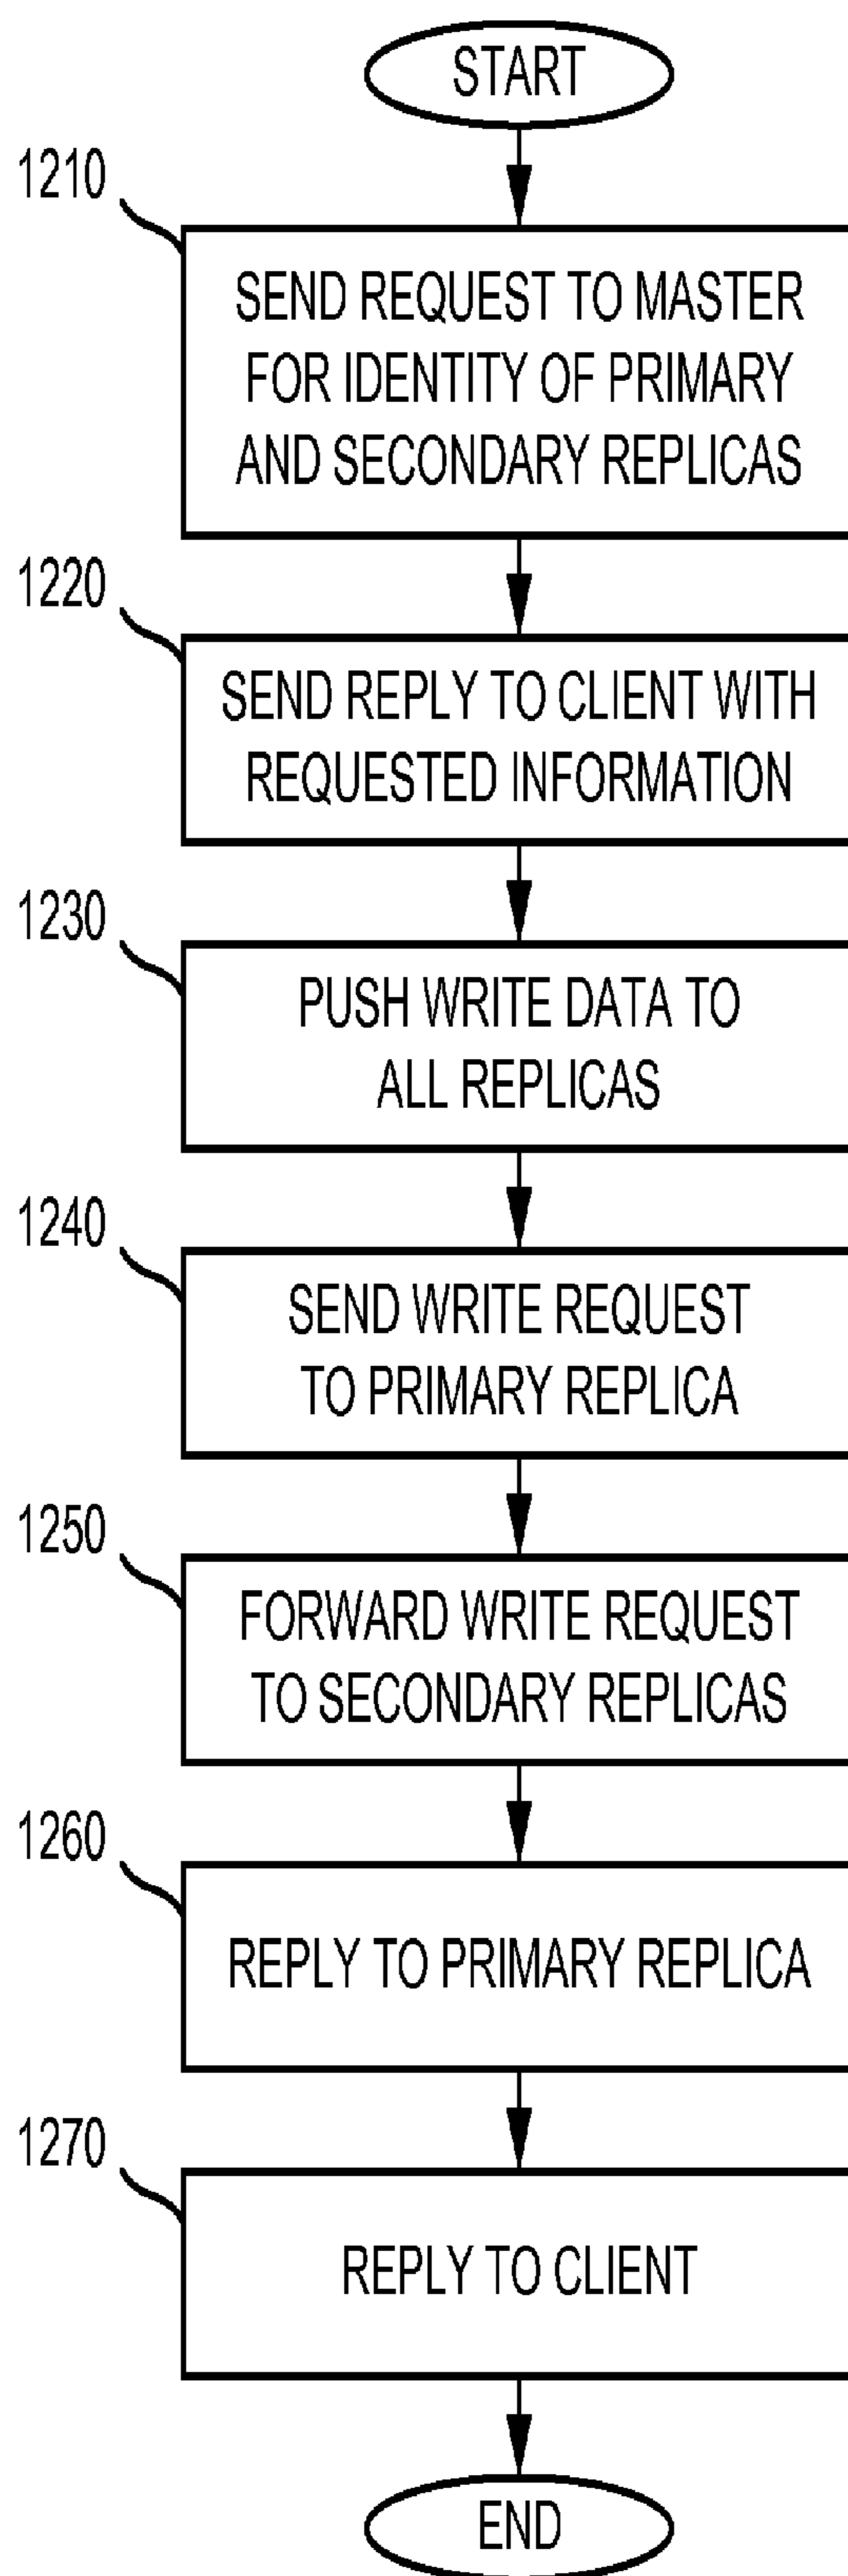 START
1210
SEND REQUEST TO MASTER
FOR IDENTITY OF PRIMARY
AND SECONDARY REPLICAS
1220
SEND REPLY TO CLIENT WITH
REQUESTED INFORMATION
1230
PUSH WRITE DATA TO
ALL REPLICAS
1240
SEND WRITE REQUEST
TO PRIMARY REPLICA
1250
FORWARD WRITE REQUEST
TO SECONDARY REPLICAS
1260
REPLY TO PRIMARY REPLICA
1270
REPLY TO CLIENT
END